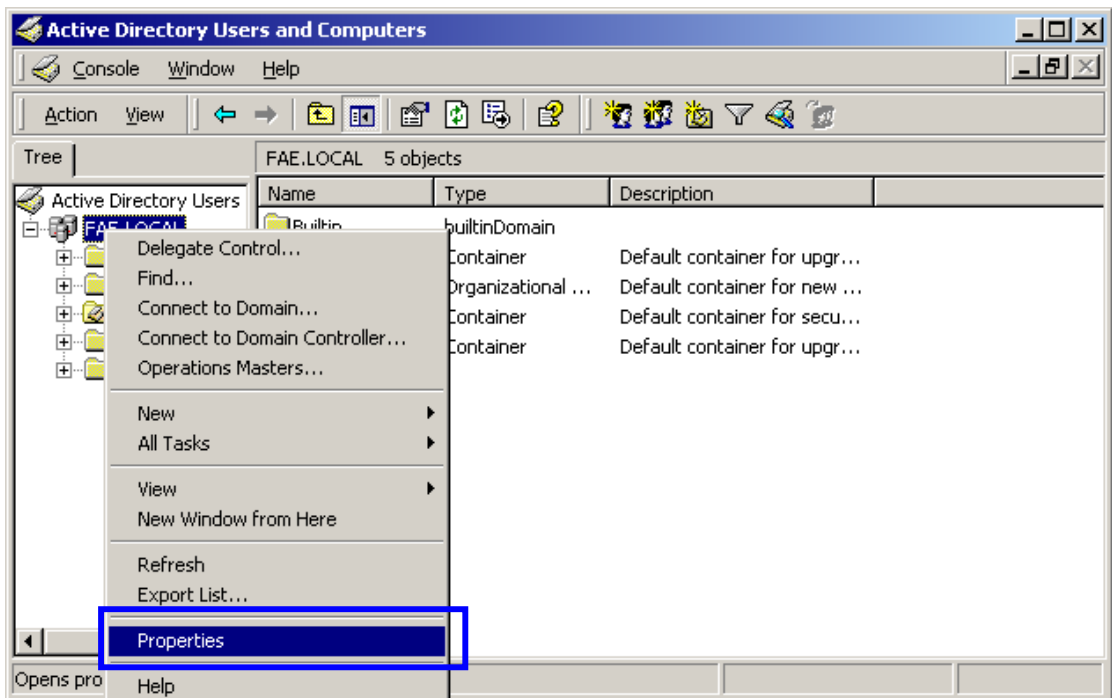 Active Directory Users and Computers
Console Window Help
Action View
Tree
FAE.LOCAL 5 objects
Active Directory Users
Name Type Description
FAE.LOCAL
Builtin builtinDomain
Container Default container for upgr...
Organizational ... Default container for new ...
Container Default container for secu...
Container Default container for upgr...
Delegate Control...
Find...
Connect to Domain...
Connect to Domain Controller...
Operations Masters...
New
All Tasks
View
New Window from Here
Refresh
Export List...
Properties
Help
Opens pro